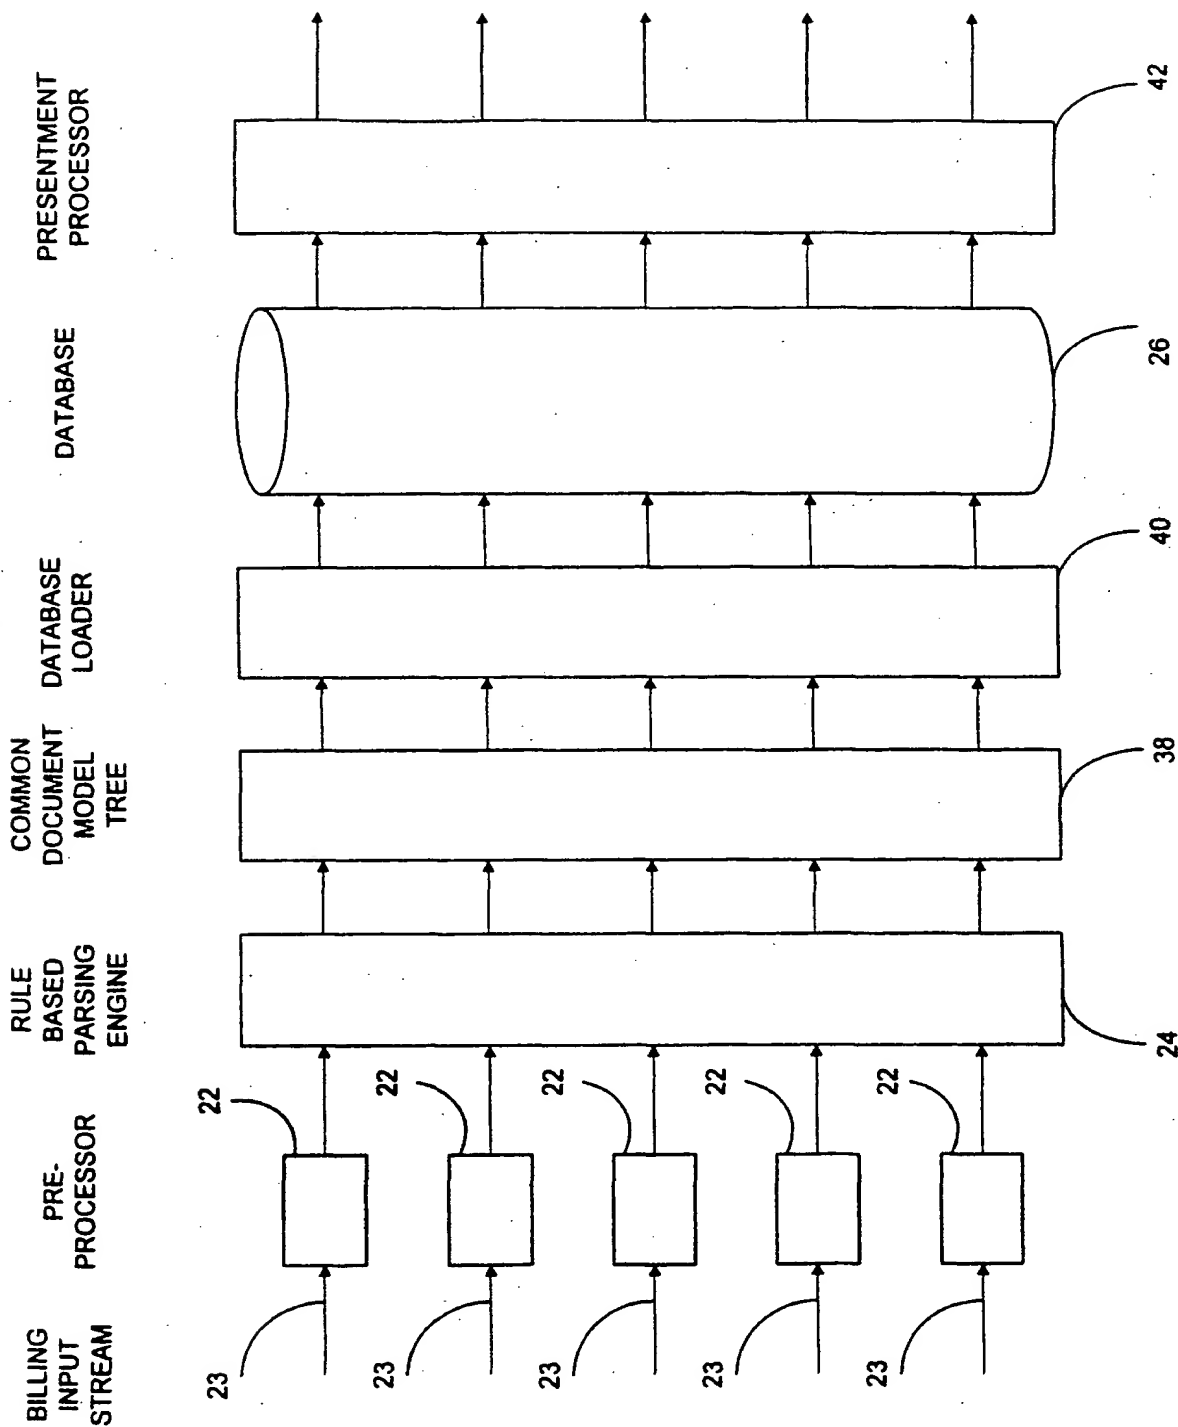 BILLING
INPUT
STREAM
PRE-
PROCESSOR
RULE
BASED
PARSING
ENGINE
COMMON
DOCUMENT
MODEL
TREE
DATABASE
LOADER
DATABASE
PRESENTMENT
PROCESSOR
23
22
23
22
23
22
23
22
23
22
24
38
40
26
42